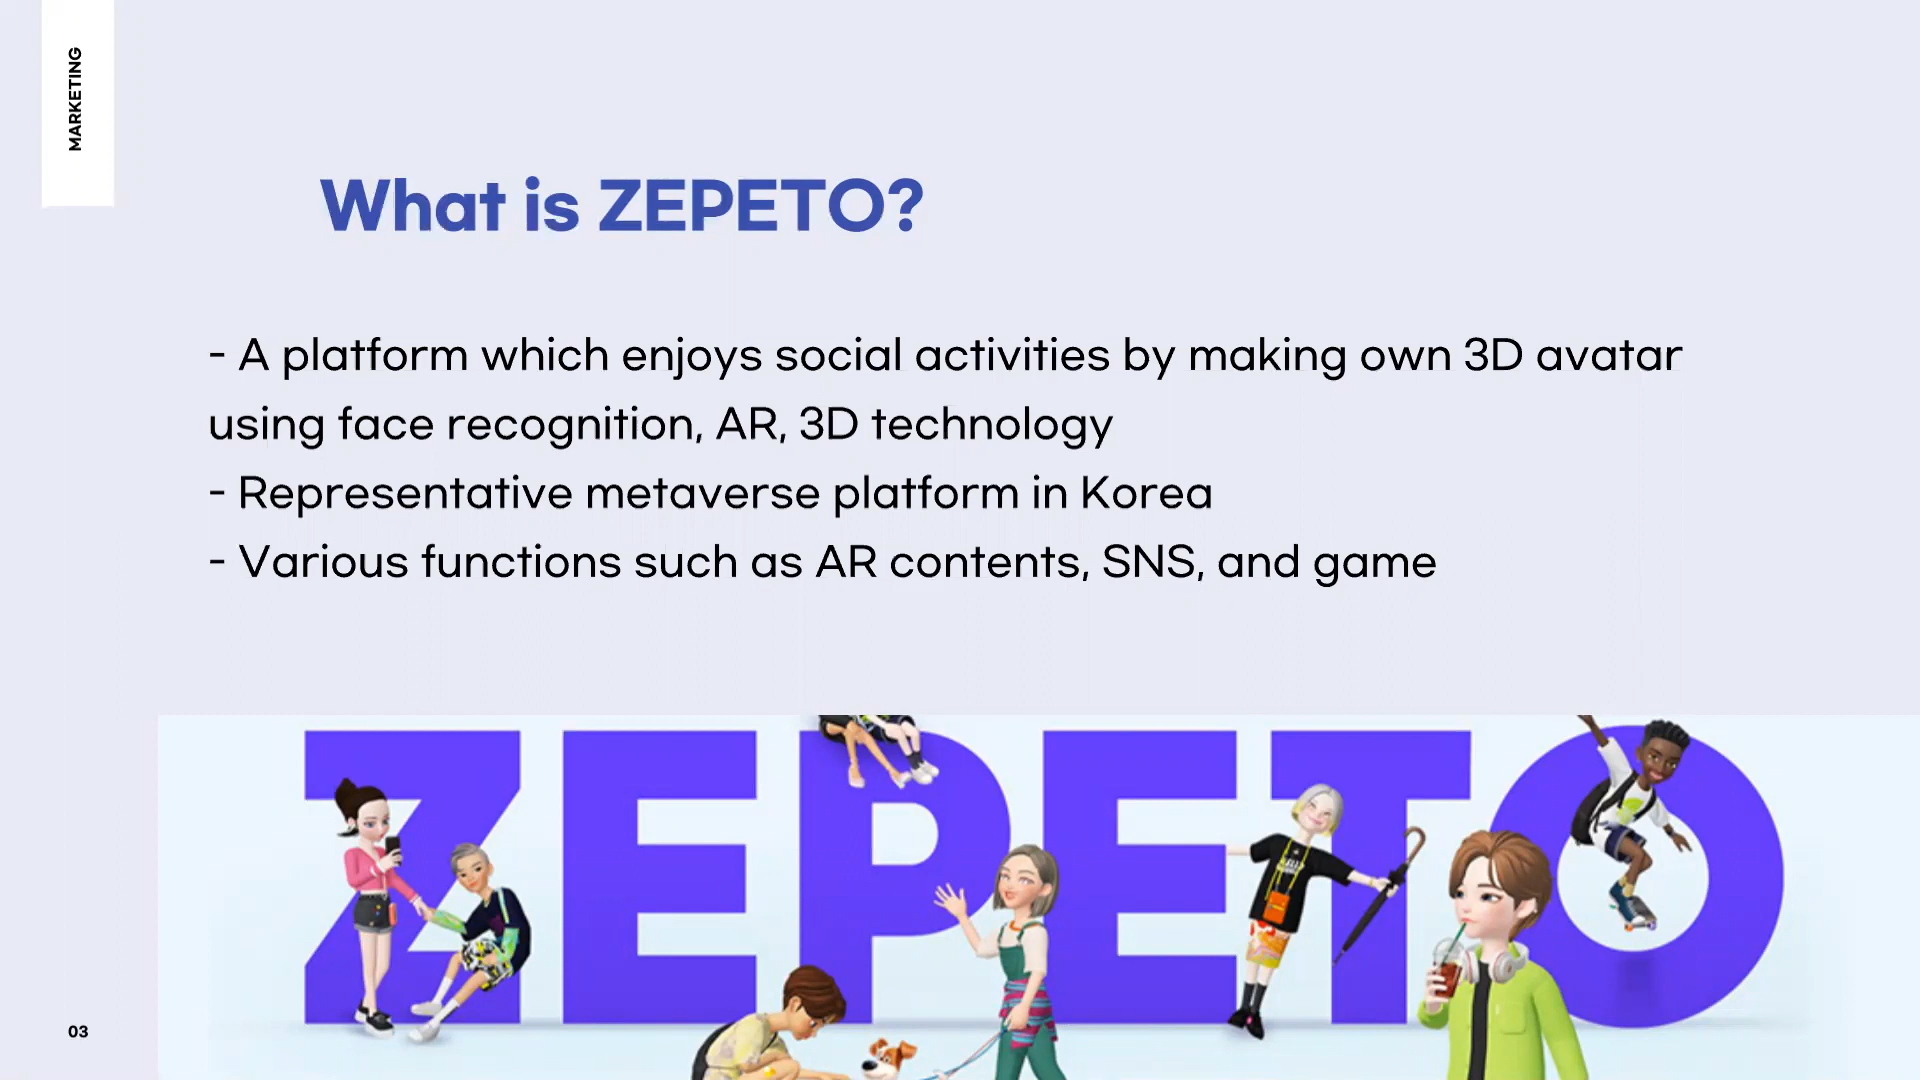 MARKETING
What is ZEPETO?
- A platform which enjoys social activities by making own 3D avatar
using face recognition, AR, 3D technology
- Representative metaverse platform in Korea
- Various functions such as AR contents, SNS, and game
ZEPETO
03